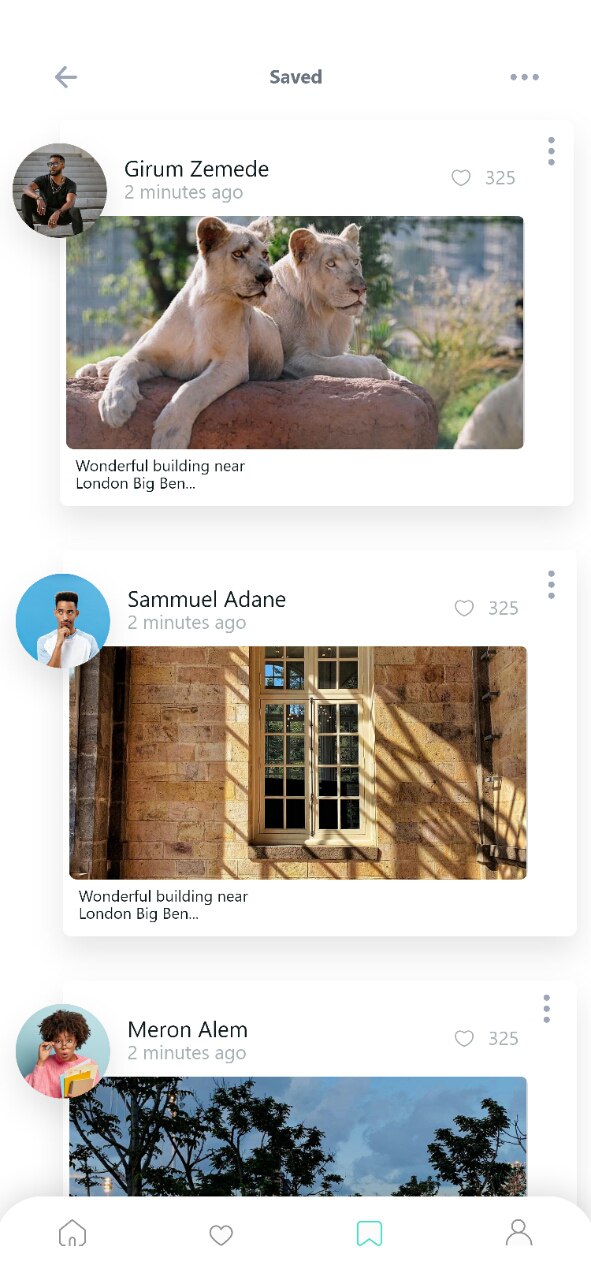 Saved
Girum Zemede
2 minutes ago
325
Wonderful building near
London Big Ben...
Sammuel Adane
2 minutes ago
325
Wonderful building near
London Big Ben...
Meron Alem
2 minutes ago
325